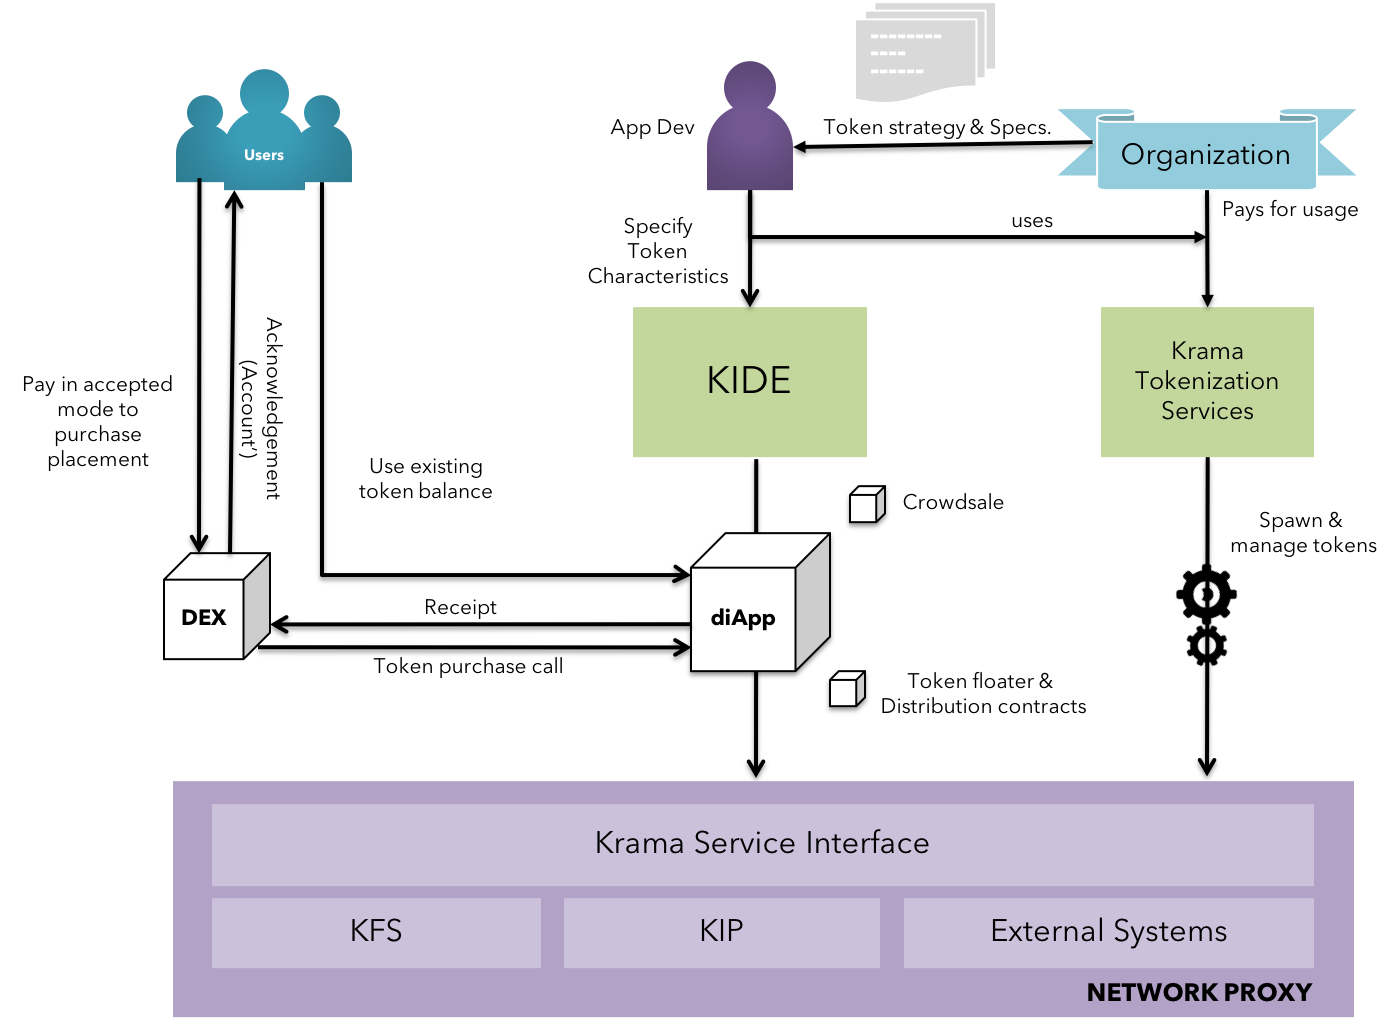 App Dev
Token strategy & Specs.
Users
Organization
Pays for usage
uses
Specify
Token
Characteristics
KIDE
Krama
Tokenization
Services
Acknowledgement
(Account’)
Pay in accepted
mode to
purchase
placement
Use existing
token balance
Crowdsale
Spawn &
manage tokens
DEX
Receipt
diApp
Token purchase call
Token floater &
Distribution contracts
Krama Service Interface
KFS
KIP
External Systems
NETWORK PROXY